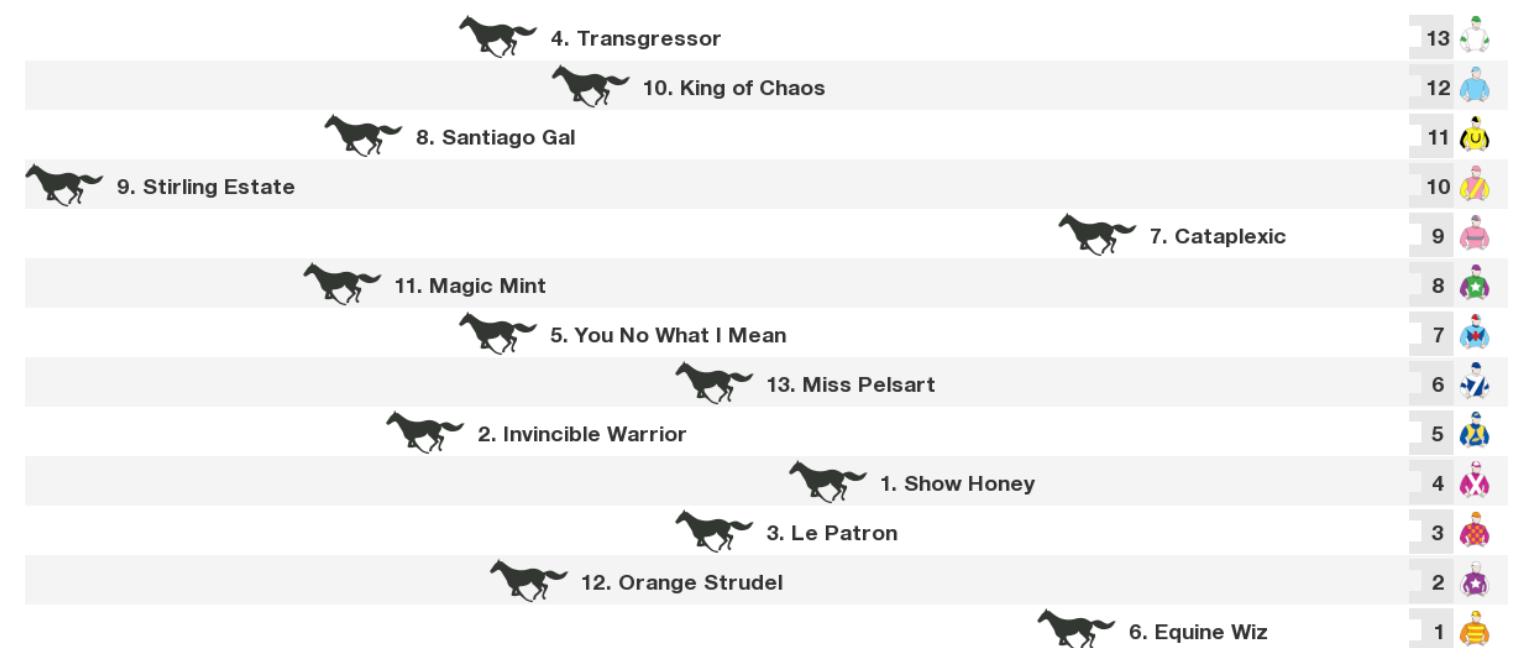 4. Transgressor 13
10. King of Chaos 12
8. Santiago Gal 11
9. Stirling Estate 10
7. Cataplexic 9
11. Magic Mint 8
5. You No What I Mean 7
13. Miss Pelsart 6
2. Invincible Warrior 5
1. Show Honey 4
3. Le Patron 3
12. Orange Strudel 2
6. Equine Wiz 1